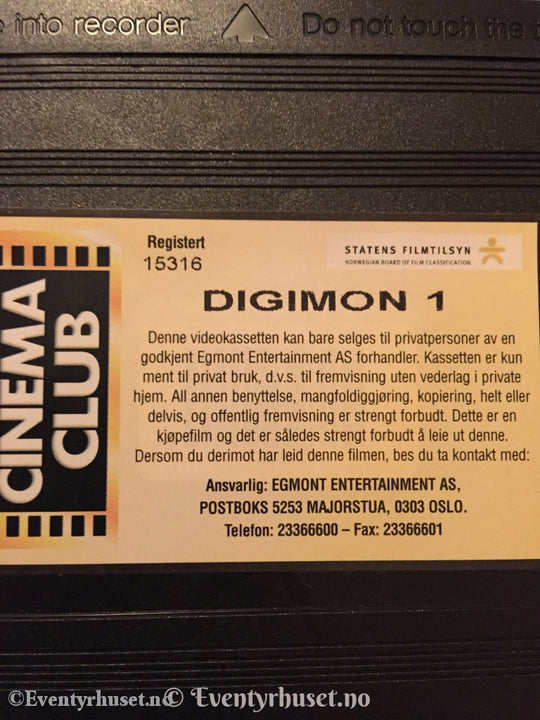 into recorder Do not touch the
Registert
15316
STATENS FILMTILSYN
NORWEGIAN BOARD OF FILM CLASSIFICATION
CINEMA
CLUB
DIGIMON 1
Denne videokassetten kan bare selges til privatpersoner av en
godkjent Egmont Entertainment AS forhandler. Kassetten er kun
ment til privat bruk, d.v.s. til fremvisning uten vederlag i private
hjem. All annen benyttelse, mangfoldiggjøring, kopiering, helt eller
delvis, og offentlig fremvisning er strengt forbudt. Dette er en
kjøpefilm og det er således strengt forbudt å leie ut denne.
Dersom du derimot har leid denne filmen, bes du ta kontakt med:
Ansvarlig: EGMONT ENTERTAINMENT AS,
POSTBOKS 5253 MAJORSTUA, 0303 OSLO.
Telefon: 23366600 – Fax: 23366601
©Eventyrhuset.no © Eventyrhuset.no